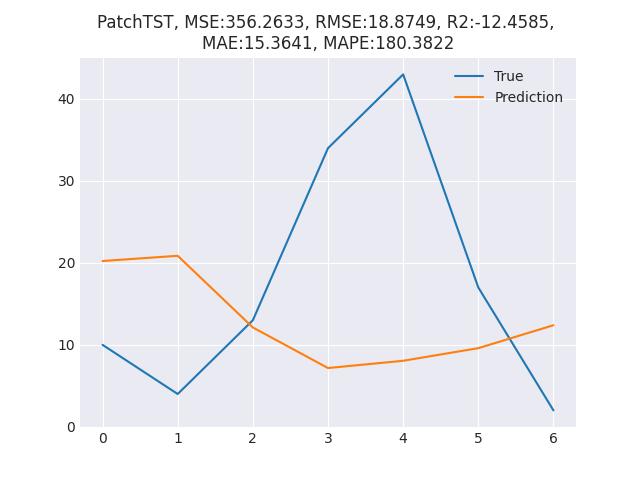 PatchTST, MSE:356.2633, RMSE:18.8749, R2:-12.4585,
MAE:15.3641, MAPE:180.3822
True
Prediction
40
30
20
10
0
0 1 2 3 4 5 6